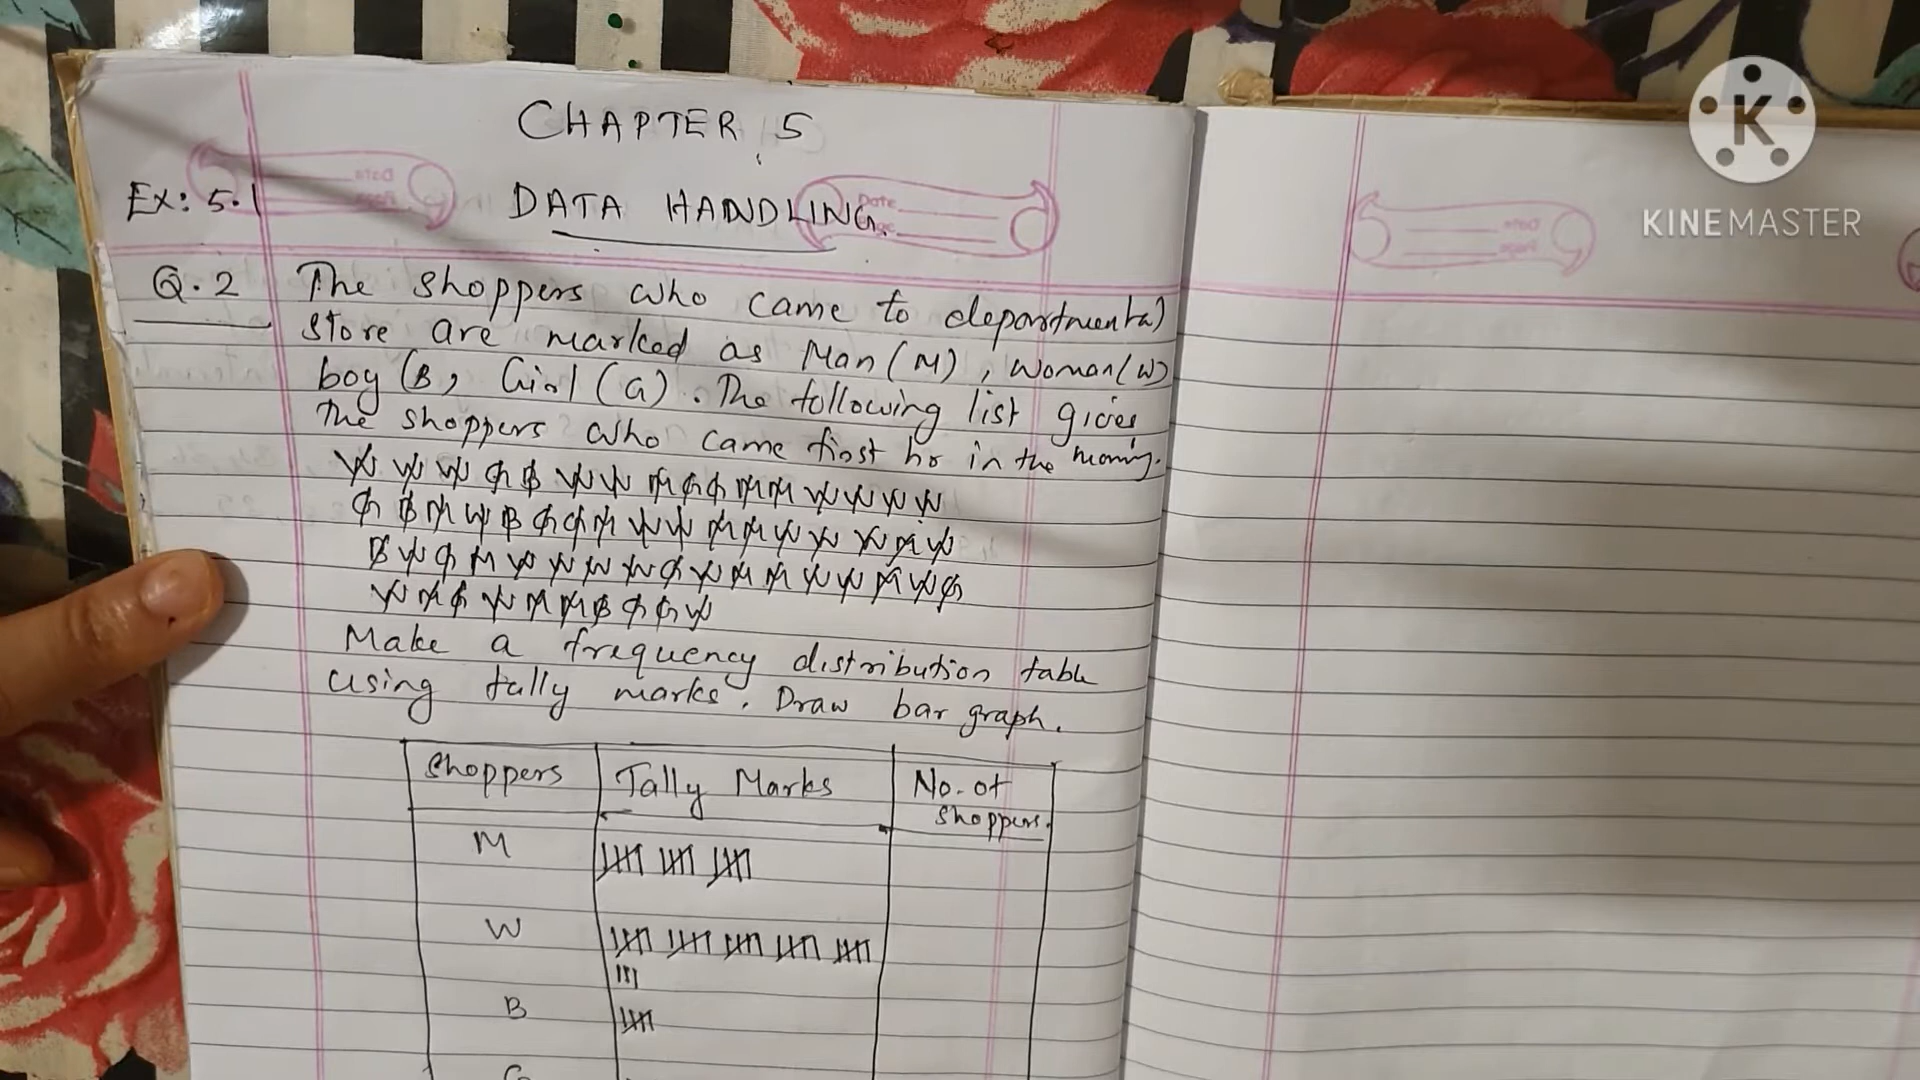 CHAPTER 5
Ex: 5.1 DATA HANDLING.
Q.2 The shoppers who came to departmental
store are marked as Man (M), Woman (W)
boy (B, Girl (G). The following list gives
the shoppers who came first hr in the morning.
W W W G B W W M G G M M W W W W
G B M W B G G M W W M M W W W M W
B W G M W W W W G W M M W W M W G
W M G W M M B G G W
Make a frequency distribution table
using tally marks. Draw bar graph.
Shoppers Tally Marks No. of
Shoppers.
M
W
B
G
K
KINEMASTER
Date
Page